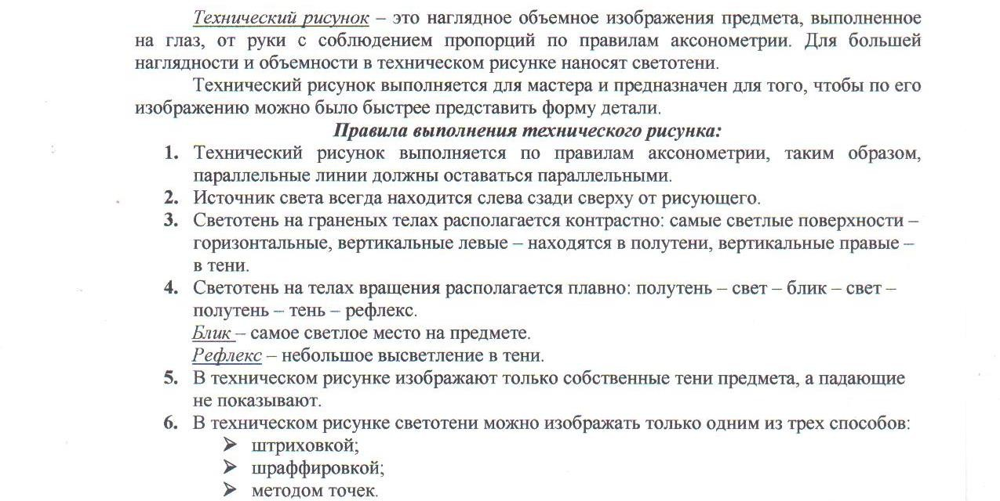 Технический рисунок – это наглядное объемное изображения предмета, выполненное
на глаз, от руки с соблюдением пропорций по правилам аксонометрии. Для большей
наглядности и объемности в техническом рисунке наносят светотени.
Технический рисунок выполняется для мастера и предназначен для того, чтобы по его
изображению можно было быстрее представить форму детали.
Правила выполнения технического рисунка:
1. Технический рисунок выполняется по правилам аксонометрии, таким образом,
параллельные линии должны оставаться параллельными.
2. Источник света всегда находится слева сзади сверху от рисующего.
3. Светотень на граненых телах располагается контрастно: самые светлые поверхности –
горизонтальные, вертикальные левые – находятся в полутени, вертикальные правые –
в тени.
4. Светотень на телах вращения располагается плавно: полутень – свет – блик – свет –
полутень – тень – рефлекс.
Блик – самое светлое место на предмете.
Рефлекс – небольшое высветление в тени.
5. В техническом рисунке изображают только собственные тени предмета, а падающие
не показывают.
6. В техническом рисунке светотени можно изображать только одним из трех способов:
➢ штриховкой;
➢ шраффировкой;
➢ методом точек.